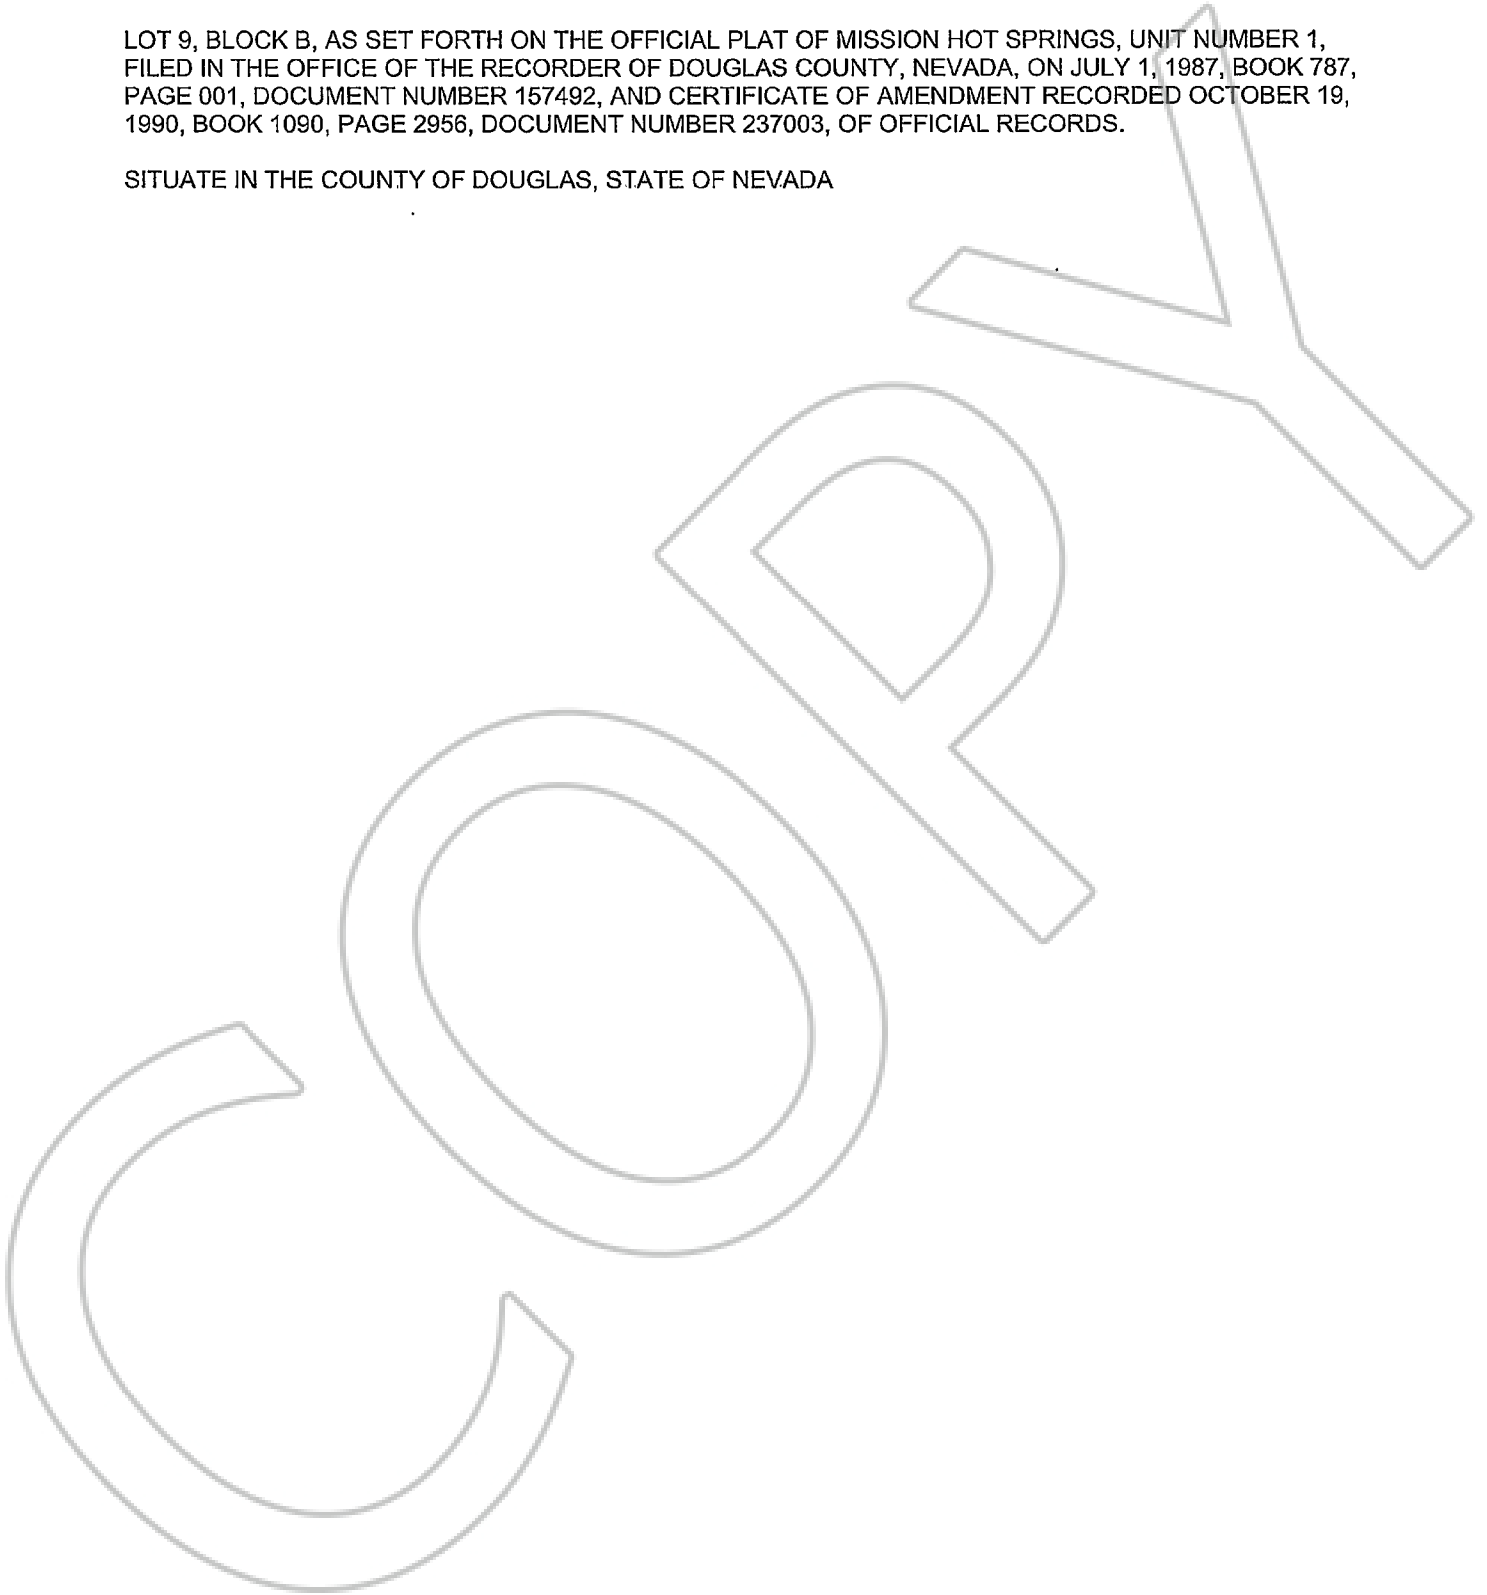 LOT 9, BLOCK B, AS SET FORTH ON THE OFFICIAL PLAT OF MISSION HOT SPRINGS, UNIT NUMBER 1,
FILED IN THE OFFICE OF THE RECORDER OF DOUGLAS COUNTY, NEVADA, ON JULY 1, 1987, BOOK 787,
PAGE 001, DOCUMENT NUMBER 157492, AND CERTIFICATE OF AMENDMENT RECORDED OCTOBER 19,
1990, BOOK 1090, PAGE 2956, DOCUMENT NUMBER 237003, OF OFFICIAL RECORDS.
SITUATE IN THE COUNTY OF DOUGLAS, STATE OF NEVADA
COPY